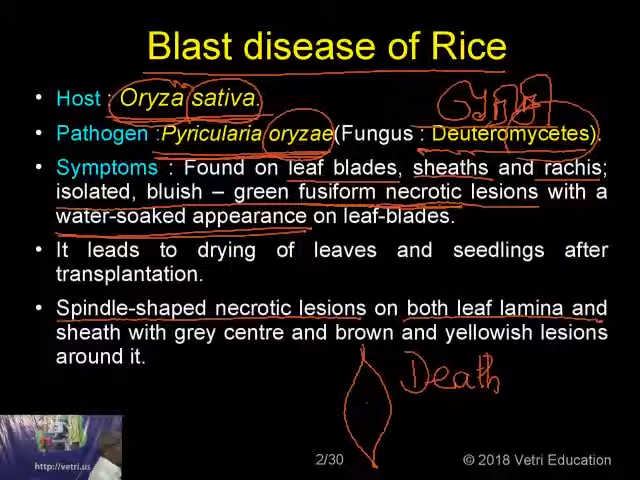 Blast disease of Rice
• Host : Oryza sativa.
• Pathogen :Pyricularia oryzae(Fungus : Deuteromycetes).
• Symptoms : Found on leaf blades, sheaths and rachis;
isolated, bluish – green fusiform necrotic lesions with a
water-soaked appearance on leaf-blades.
• It leads to drying of leaves and seedlings after
transplantation.
• Spindle-shaped necrotic lesions on both leaf lamina and
sheath with grey centre and brown and yellowish lesions
around it.
Death
http://vetri.us
2/30
© 2018 Vetri Education